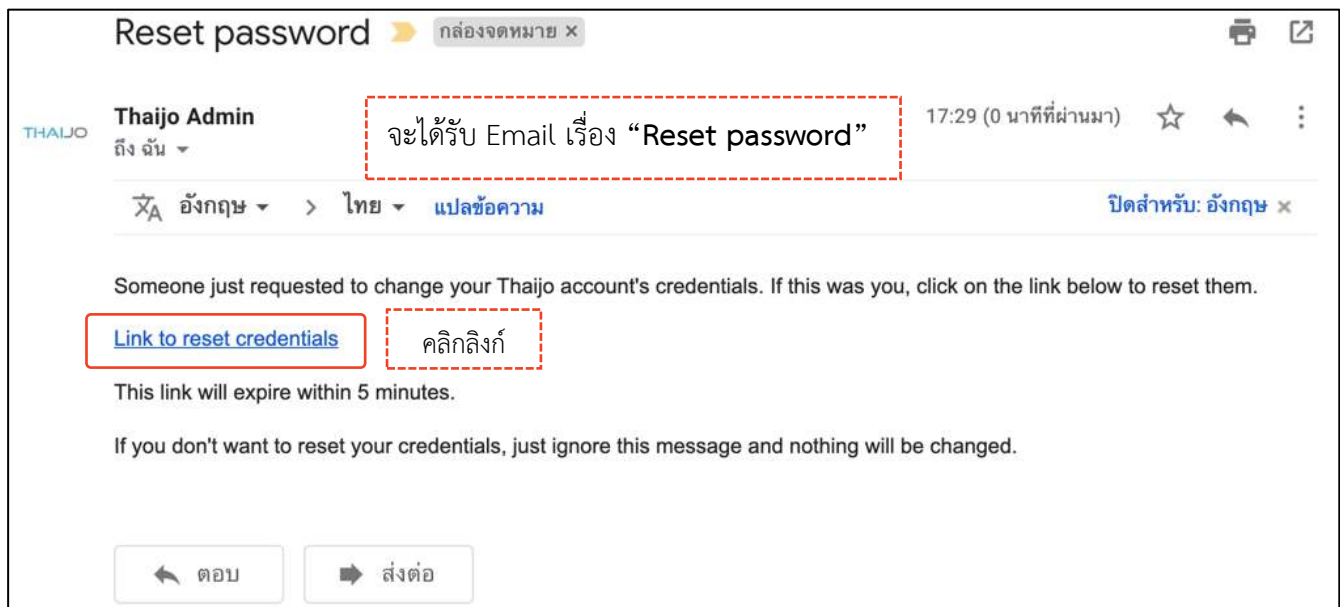 Reset password กล่องจดหมาย ×
THAIJO
Thaijo Admin
17:29 (0 นาทีที่ผ่านมา)
ถึง ฉัน
จะได้รับ Email เรื่อง “Reset password”
อังกฤษ > ไทย แปลข้อความ ปิดสำหรับ: อังกฤษ ×
Someone just requested to change your Thaijo account's credentials. If this was you, click on the link below to reset them.
Link to reset credentials
คลิกลิงก์
This link will expire within 5 minutes.
If you don't want to reset your credentials, just ignore this message and nothing will be changed.
ตอบ ส่งต่อ